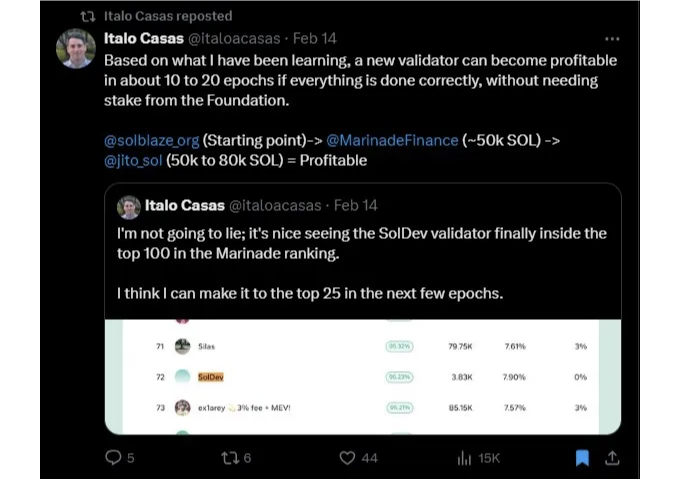 Italo Casas reposted
Italo Casas @italoacasas · Feb 14
Based on what I have been learning, a new validator can become profitable
in about 10 to 20 epochs if everything is done correctly, without needing
stake from the Foundation.
@solblaze_org (Starting point)-> @MarinadeFinance (~50k SOL) ->
@jito_sol (50k to 80k SOL) = Profitable
Italo Casas @italoacasas · Feb 14
I'm not going to lie; it's nice seeing the SolDev validator finally inside the
top 100 in the Marinade ranking.
I think I can make it to the top 25 in the next few epochs.
71 Silas 95.32% 79.75K 7.61% 3%
72 SolDev 95.23% 3.83K 7.90% 0%
73 ex1arey 3% fee + MEV! 95.21% 85.15K 7.57% 3%
5 6 44 15K